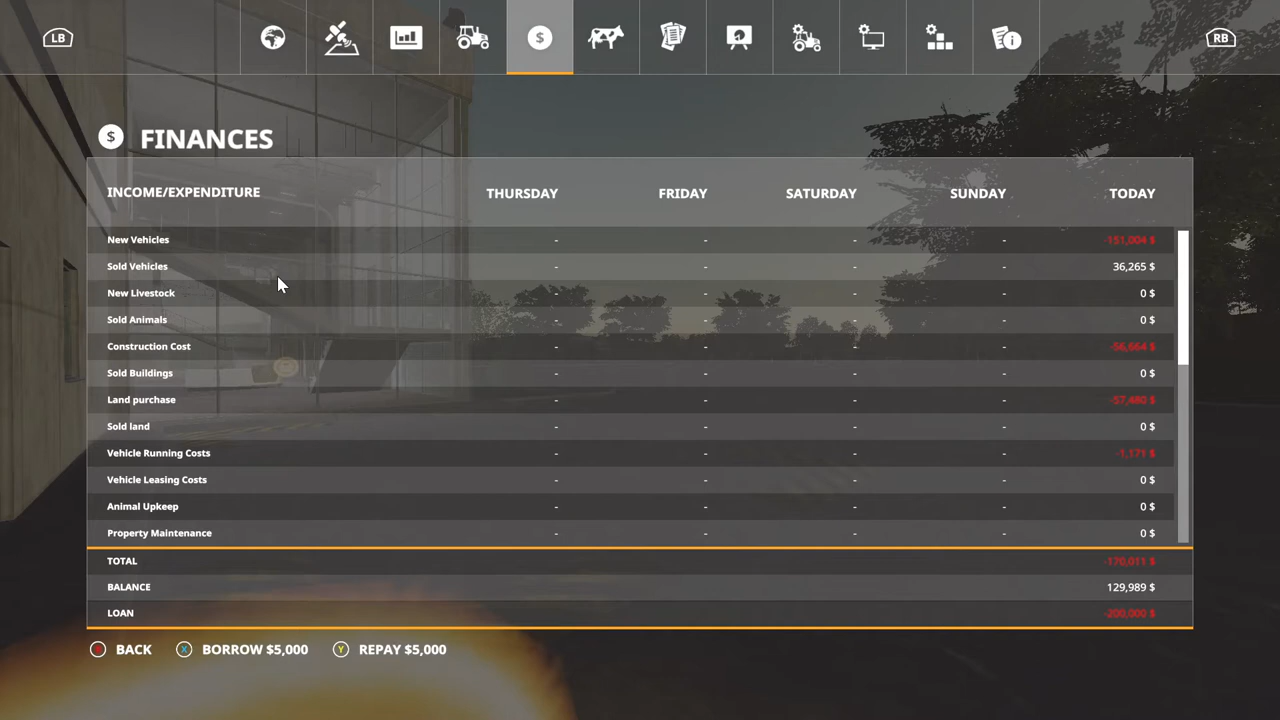 LB
$
RB
$ FINANCES
INCOME/EXPENDITURE THURSDAY FRIDAY SATURDAY SUNDAY TODAY
New Vehicles - - - - -151,004 $
Sold Vehicles - - - - 36,265 $
New Livestock - - - - 0 $
Sold Animals - - - - 0 $
Construction Cost - - - - -56,664 $
Sold Buildings - - - - 0 $
Land purchase - - - - -57,480 $
Sold land - - - - 0 $
Vehicle Running Costs - - - - -1,171 $
Vehicle Leasing Costs - - - - 0 $
Animal Upkeep - - - - 0 $
Property Maintenance - - - - 0 $
TOTAL -170,011 $
BALANCE 129,989 $
LOAN -200,000 $
BACK X BORROW $5,000 Y REPAY $5,000